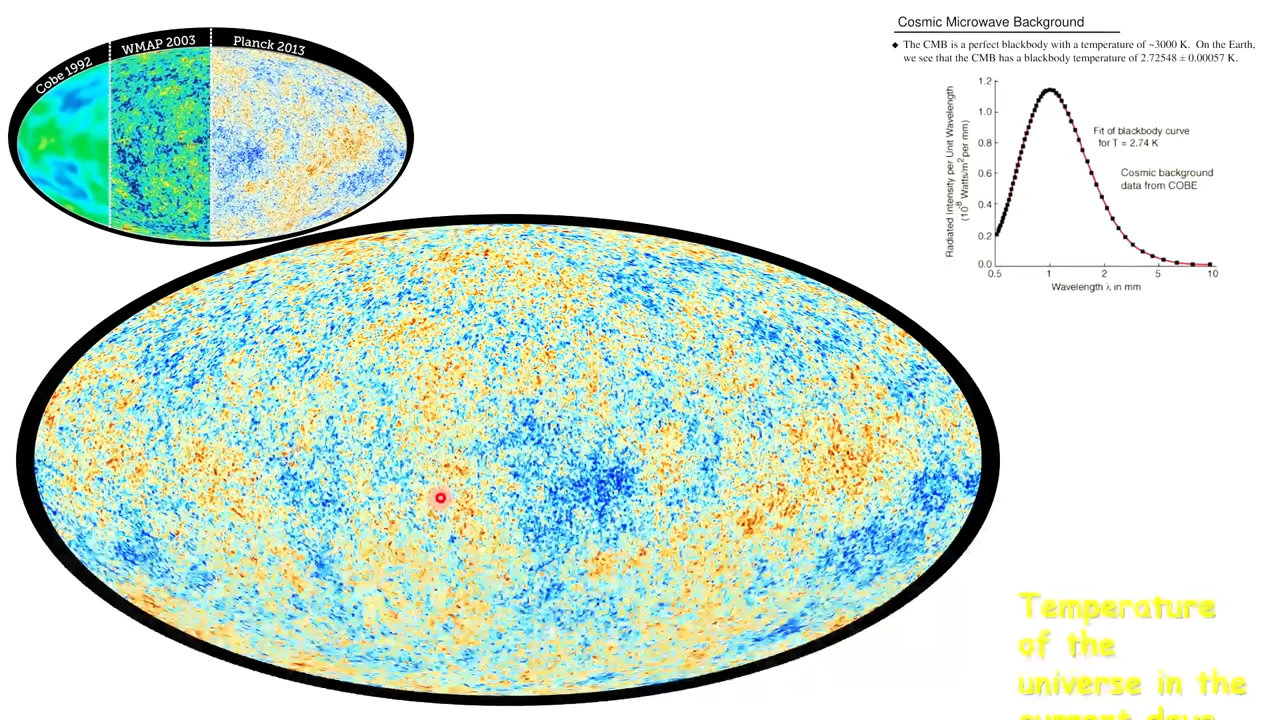 Cobe 1992
WMAP 2003
Planck 2013
Cosmic Microwave Background
◆ The CMB is a perfect blackbody with a temperature of ~3000 K. On the Earth,
we see that the CMB has a blackbody temperature of 2.72548 ± 0.00057 K.
Radiated Intensity per Unit Wavelength
(10⁸ Watts/m² per mm)
1.2
1.0
0.8
0.6
0.4
0.2
0.0
Fit of blackbody curve
for T = 2.74 K
Cosmic background
data from COBE
0.5 1 2 5 10
Wavelength λ in mm
Temperature
of the
universe in the
current days